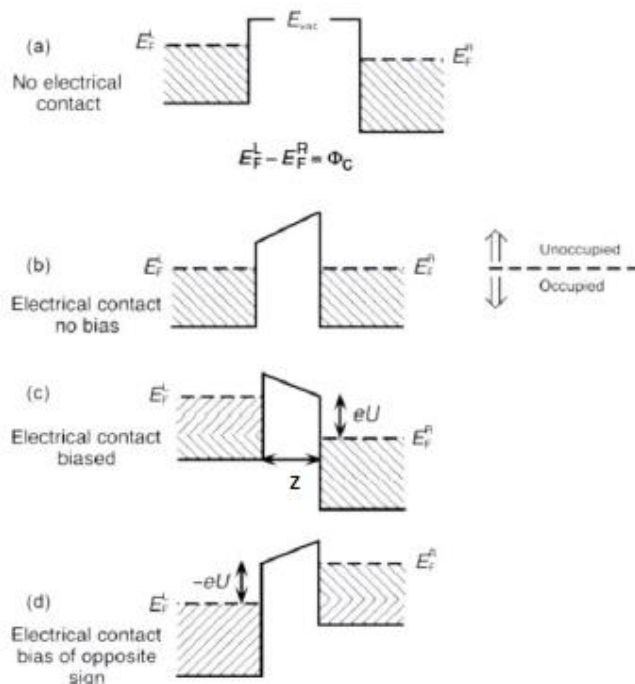 (a)
No electrical
contact
E_F^L
E_vac
E_F^R
E_F^L – E_F^R = Φ_C
(b)
Electrical contact
no bias
E_F^L
E_F^R
Unoccupied
Occupied
(c)
Electrical contact
biased
E_F^L
eU
E_F^R
Z
(d)
Electrical contact
bias of opposite
sign
–eU
E_F^L
E_F^R